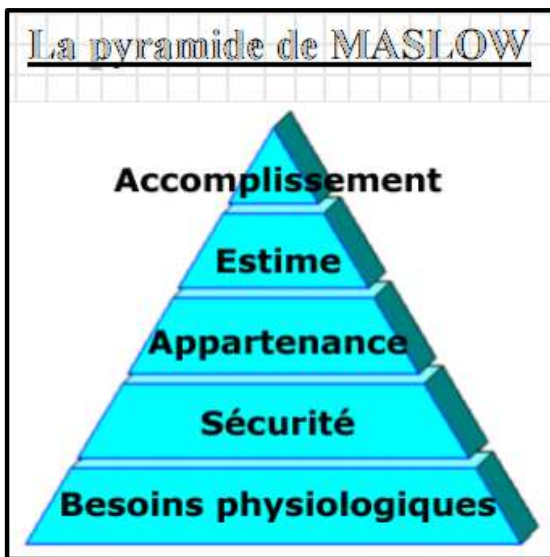 La pyramide de MASLOW
Accomplissement
Estime
Appartenance
Sécurité
Besoins physiologiques